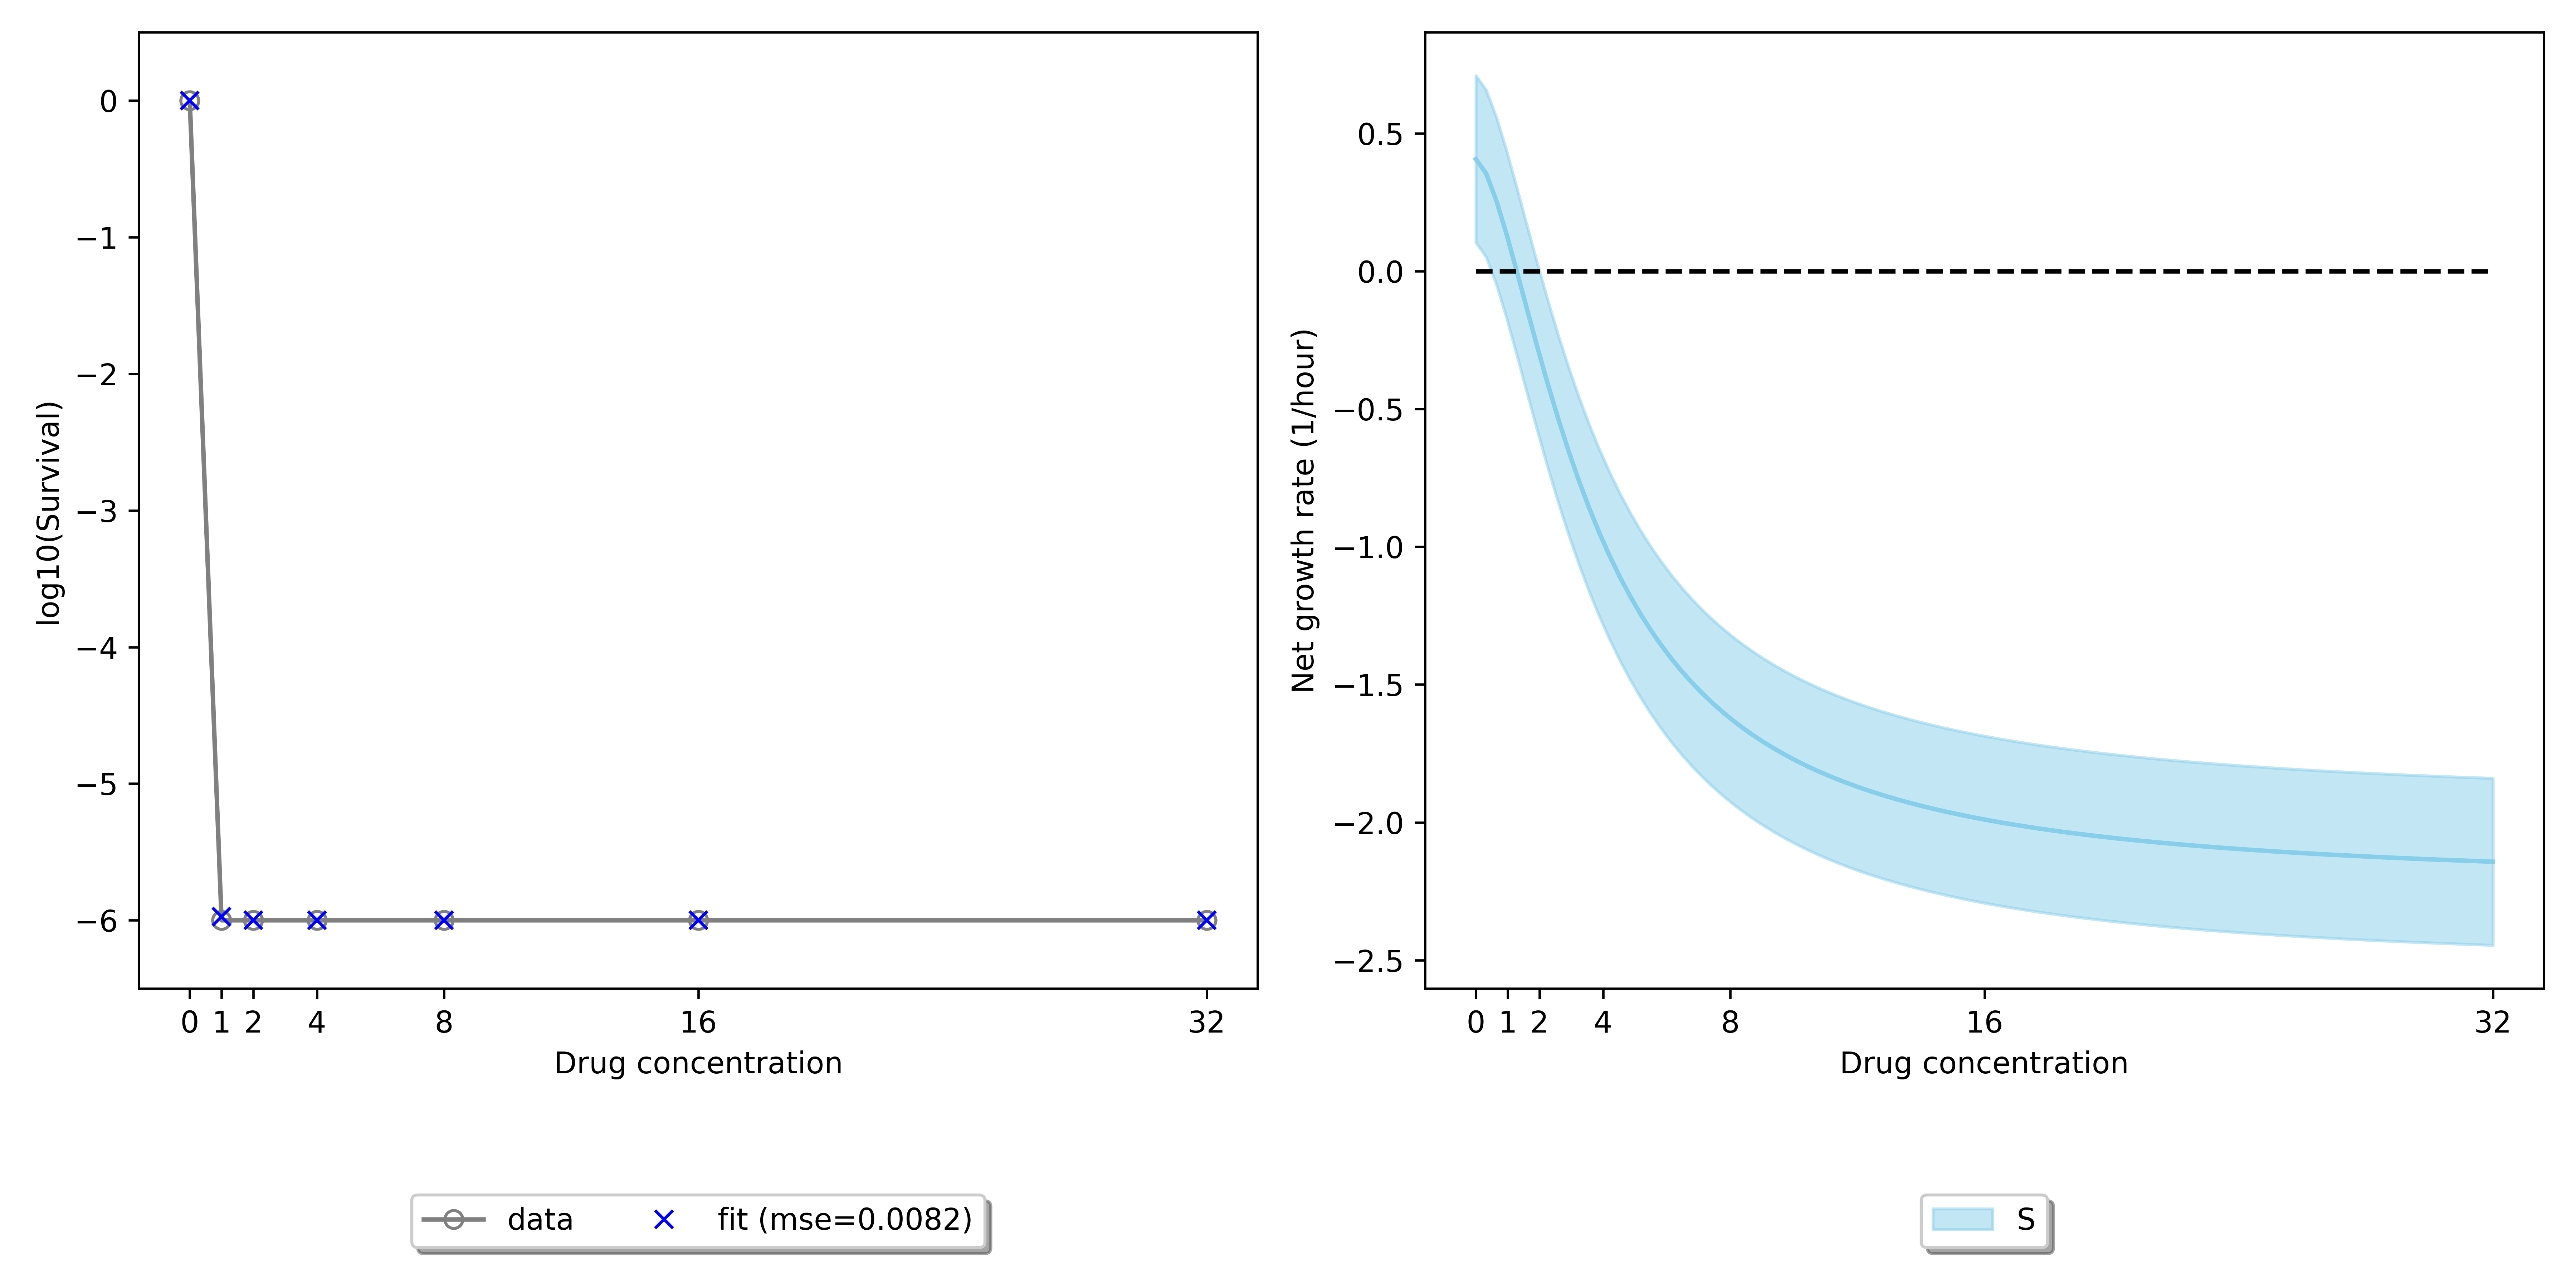 0
−1
−2
−3
−4
−5
−6
log10(Survival)
0 1 2 4 8 16 32
Drug concentration
data fit (mse=0.0082)
0.5
0.0
−0.5
−1.0
−1.5
−2.0
−2.5
Net growth rate (1/hour)
0 1 2 4 8 16 32
Drug concentration
S